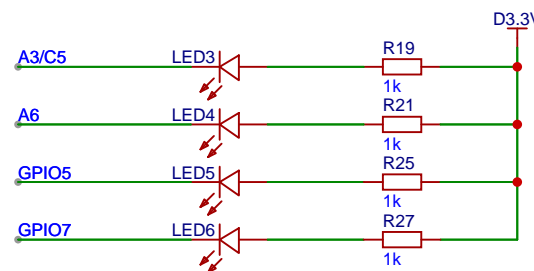 D3.3V
A3/C5 LED3 R19
1k
A6 LED4 R21
1k
GPIO5 LED5 R25
1k
GPIO7 LED6 R27
1k